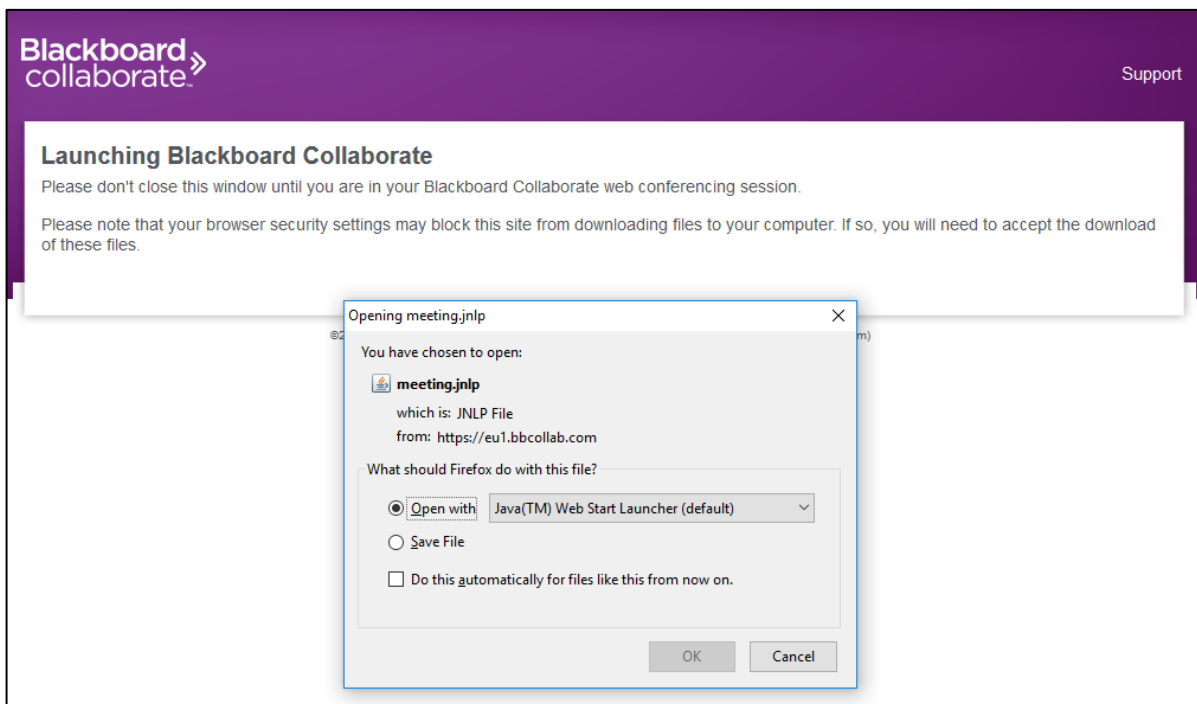 Blackboard
collaborate™
Support
Launching Blackboard Collaborate
Please don't close this window until you are in your Blackboard Collaborate web conferencing session.
Please note that your browser security settings may block this site from downloading files to your computer. If so, you will need to accept the download
of these files.
Opening meeting.jnlp
©2
m)
You have chosen to open:
meeting.jnlp
which is: JNLP File
from: https://eu1.bbcollab.com
What should Firefox do with this file?
Open with Java(TM) Web Start Launcher (default)
Save File
Do this automatically for files like this from now on.
OK Cancel